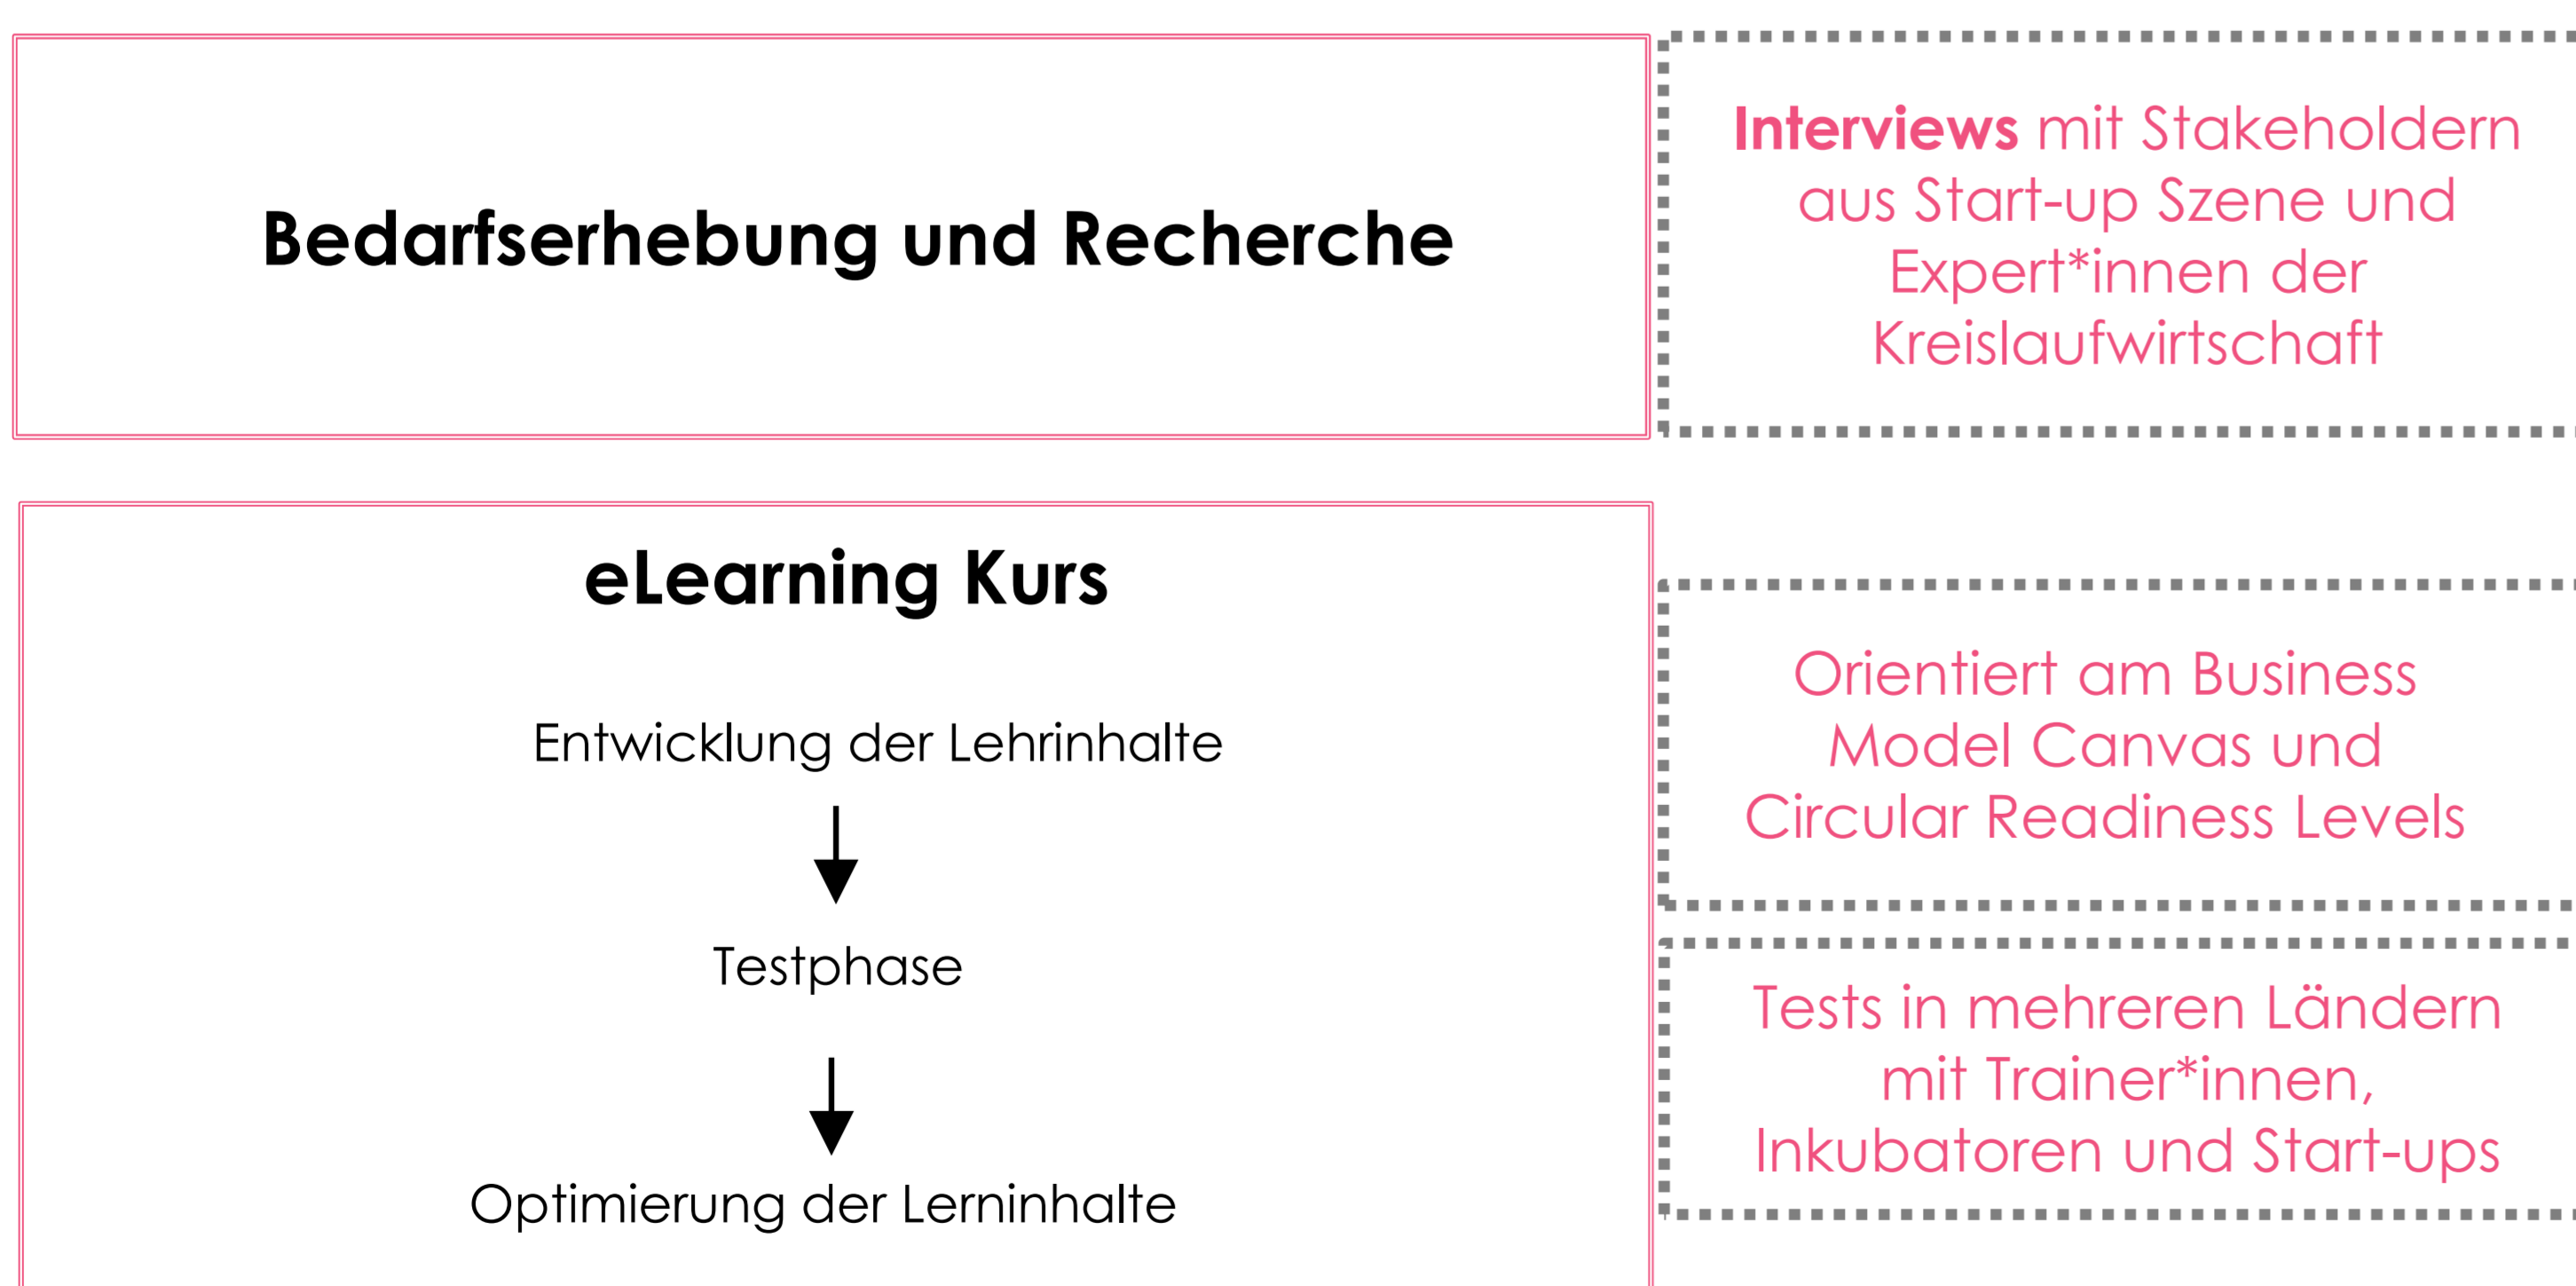 Bedarfserhebung und Recherche
Interviews mit Stakeholdern
aus Start-up Szene und
Expert*innen der
Kreislaufwirtschaft
eLearning Kurs
Entwicklung der Lehrinhalte
Testphase
Optimierung der Lerninhalte
Orientiert am Business
Model Canvas und
Circular Readiness Levels
Tests in mehreren Ländern
mit Trainer*innen,
Inkubatoren und Start-ups